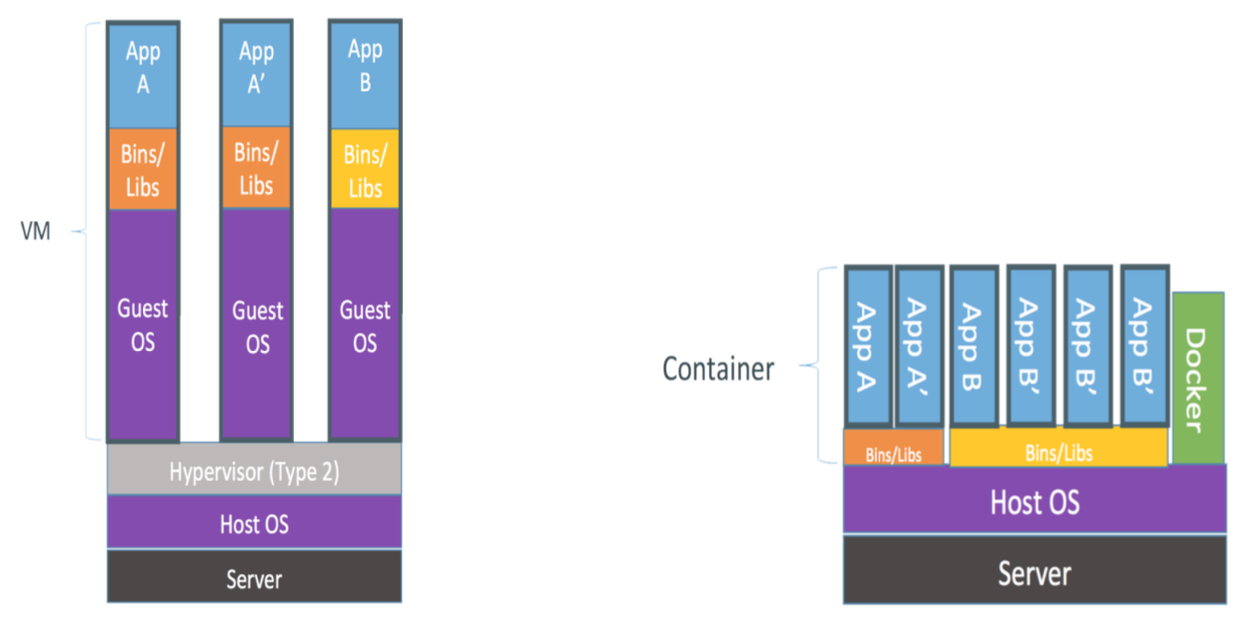 VM
App
A
Bins/
Libs
Guest
OS
App
A’
Bins/
Libs
Guest
OS
App
B
Bins/
Libs
Guest
OS
Hypervisor (Type 2)
Host OS
Server
Container
App A
App A’
App B
App B’
App B’
App B’
Docker
Bins/Libs
Bins/Libs
Host OS
Server